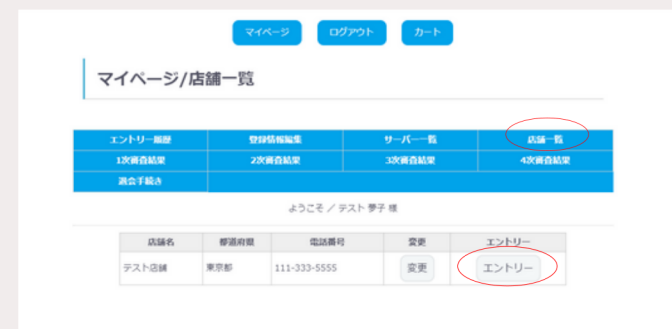 マイページ ログアウト カート
マイページ/店舗一覧
エントリー履歴 登録情報編集 サーバー一覧 店舗一覧
1次審査結果 2次審査結果 3次審査結果 4次審査結果
退会手続き
ようこそ / テスト 夢子 様
店舗名 都道府県 電話番号 変更 エントリー
テスト店舗 東京都 111-333-5555 変更 エントリー